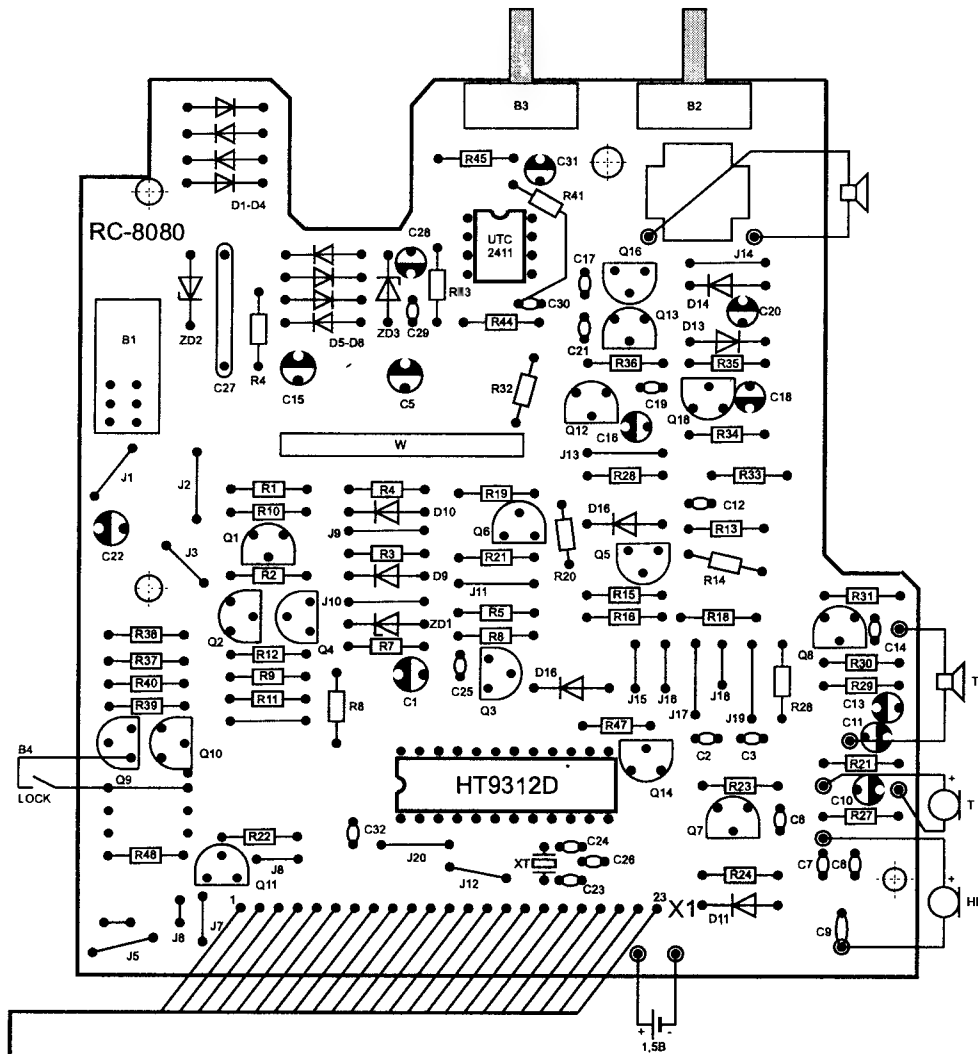 B3
B2
R45
C31
R41
D1-D4
RC-8080
UTC
2411
C28
C17
Q16
J14
ZD2
D14
C30
Q13
C20
B1
ZD3
C29
R44
C21
D13
D5-D8
R36
R35
R4
C27
C15
C5
R32
C19
C18
Q12
C16
Q18
R34
W
J13
J1
J2
R1
R4
R19
R28
R33
R10
D10
Q6
C12
C22
Q1
J9
D16
R13
J3
R3
R21
R20
Q5
R2
D9
J11
R14
J10
R15
R31
Q2
Q4
ZD1
R5
R16
R18
R38
R7
R8
Q8
C14
R37
R12
R30
R40
R9
C1
C25
Q3
D16
J15
J16
J18
R28
R29
T
R39
R11
R8
J17
J19
C13
C11
B4
Q9
Q10
R47
C2
C3
R21
LOCK
HT9312D
Q14
R23
C10
T
+
R22
C32
C24
Q7
C6
R27
R48
J8
J20
XT
C26
C7
C8
+
Q11
J12
C23
R24
HI
J8
J7
1
23
X1
D11
C9
J5
+
-
1,5В